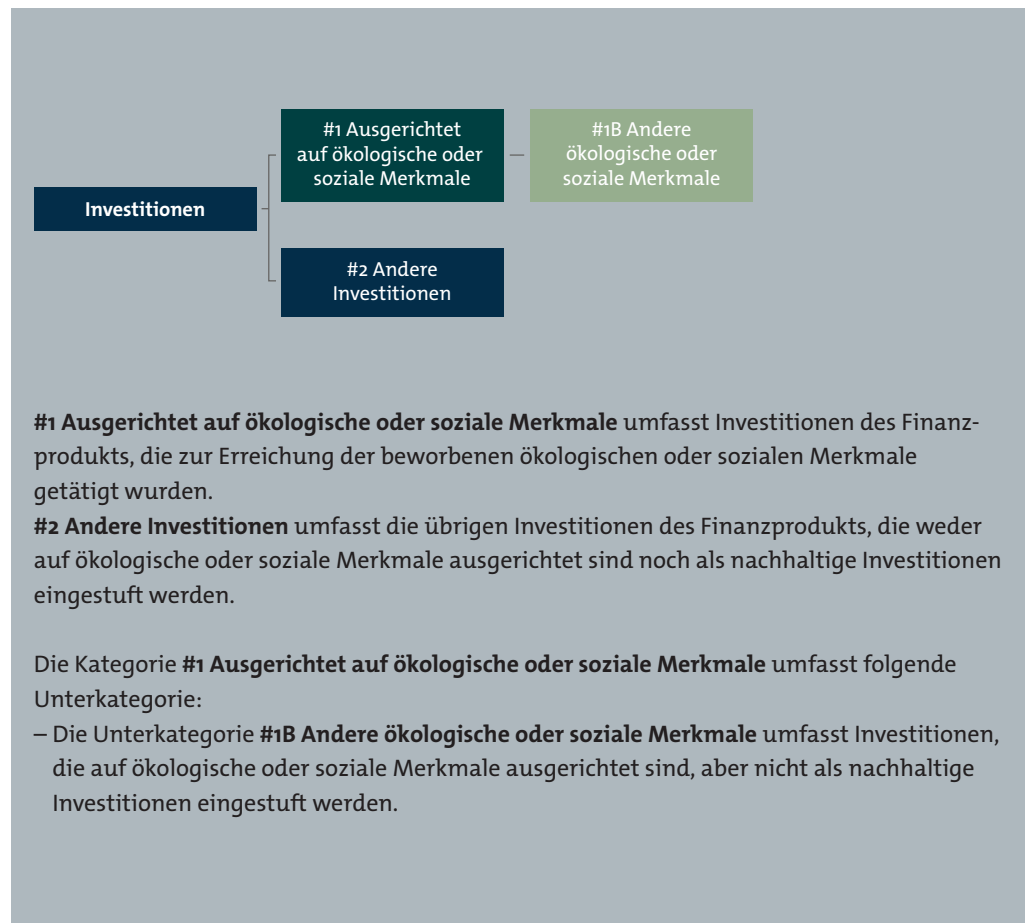 #1 Ausgerichtet
auf ökologische oder
soziale Merkmale
#1B Andere
ökologische oder
soziale Merkmale
Investitionen
#2 Andere
Investitionen
#1 Ausgerichtet auf ökologische oder soziale Merkmale umfasst Investitionen des Finanz-
produkts, die zur Erreichung der beworbenen ökologischen oder sozialen Merkmale
getätigt wurden.
#2 Andere Investitionen umfasst die übrigen Investitionen des Finanzprodukts, die weder
auf ökologische oder soziale Merkmale ausgerichtet sind noch als nachhaltige Investitionen
eingestuft werden.
Die Kategorie #1 Ausgerichtet auf ökologische oder soziale Merkmale umfasst folgende
Unterkategorie:
– Die Unterkategorie #1B Andere ökologische oder soziale Merkmale umfasst Investitionen,
die auf ökologische oder soziale Merkmale ausgerichtet sind, aber nicht als nachhaltige
Investitionen eingestuft werden.